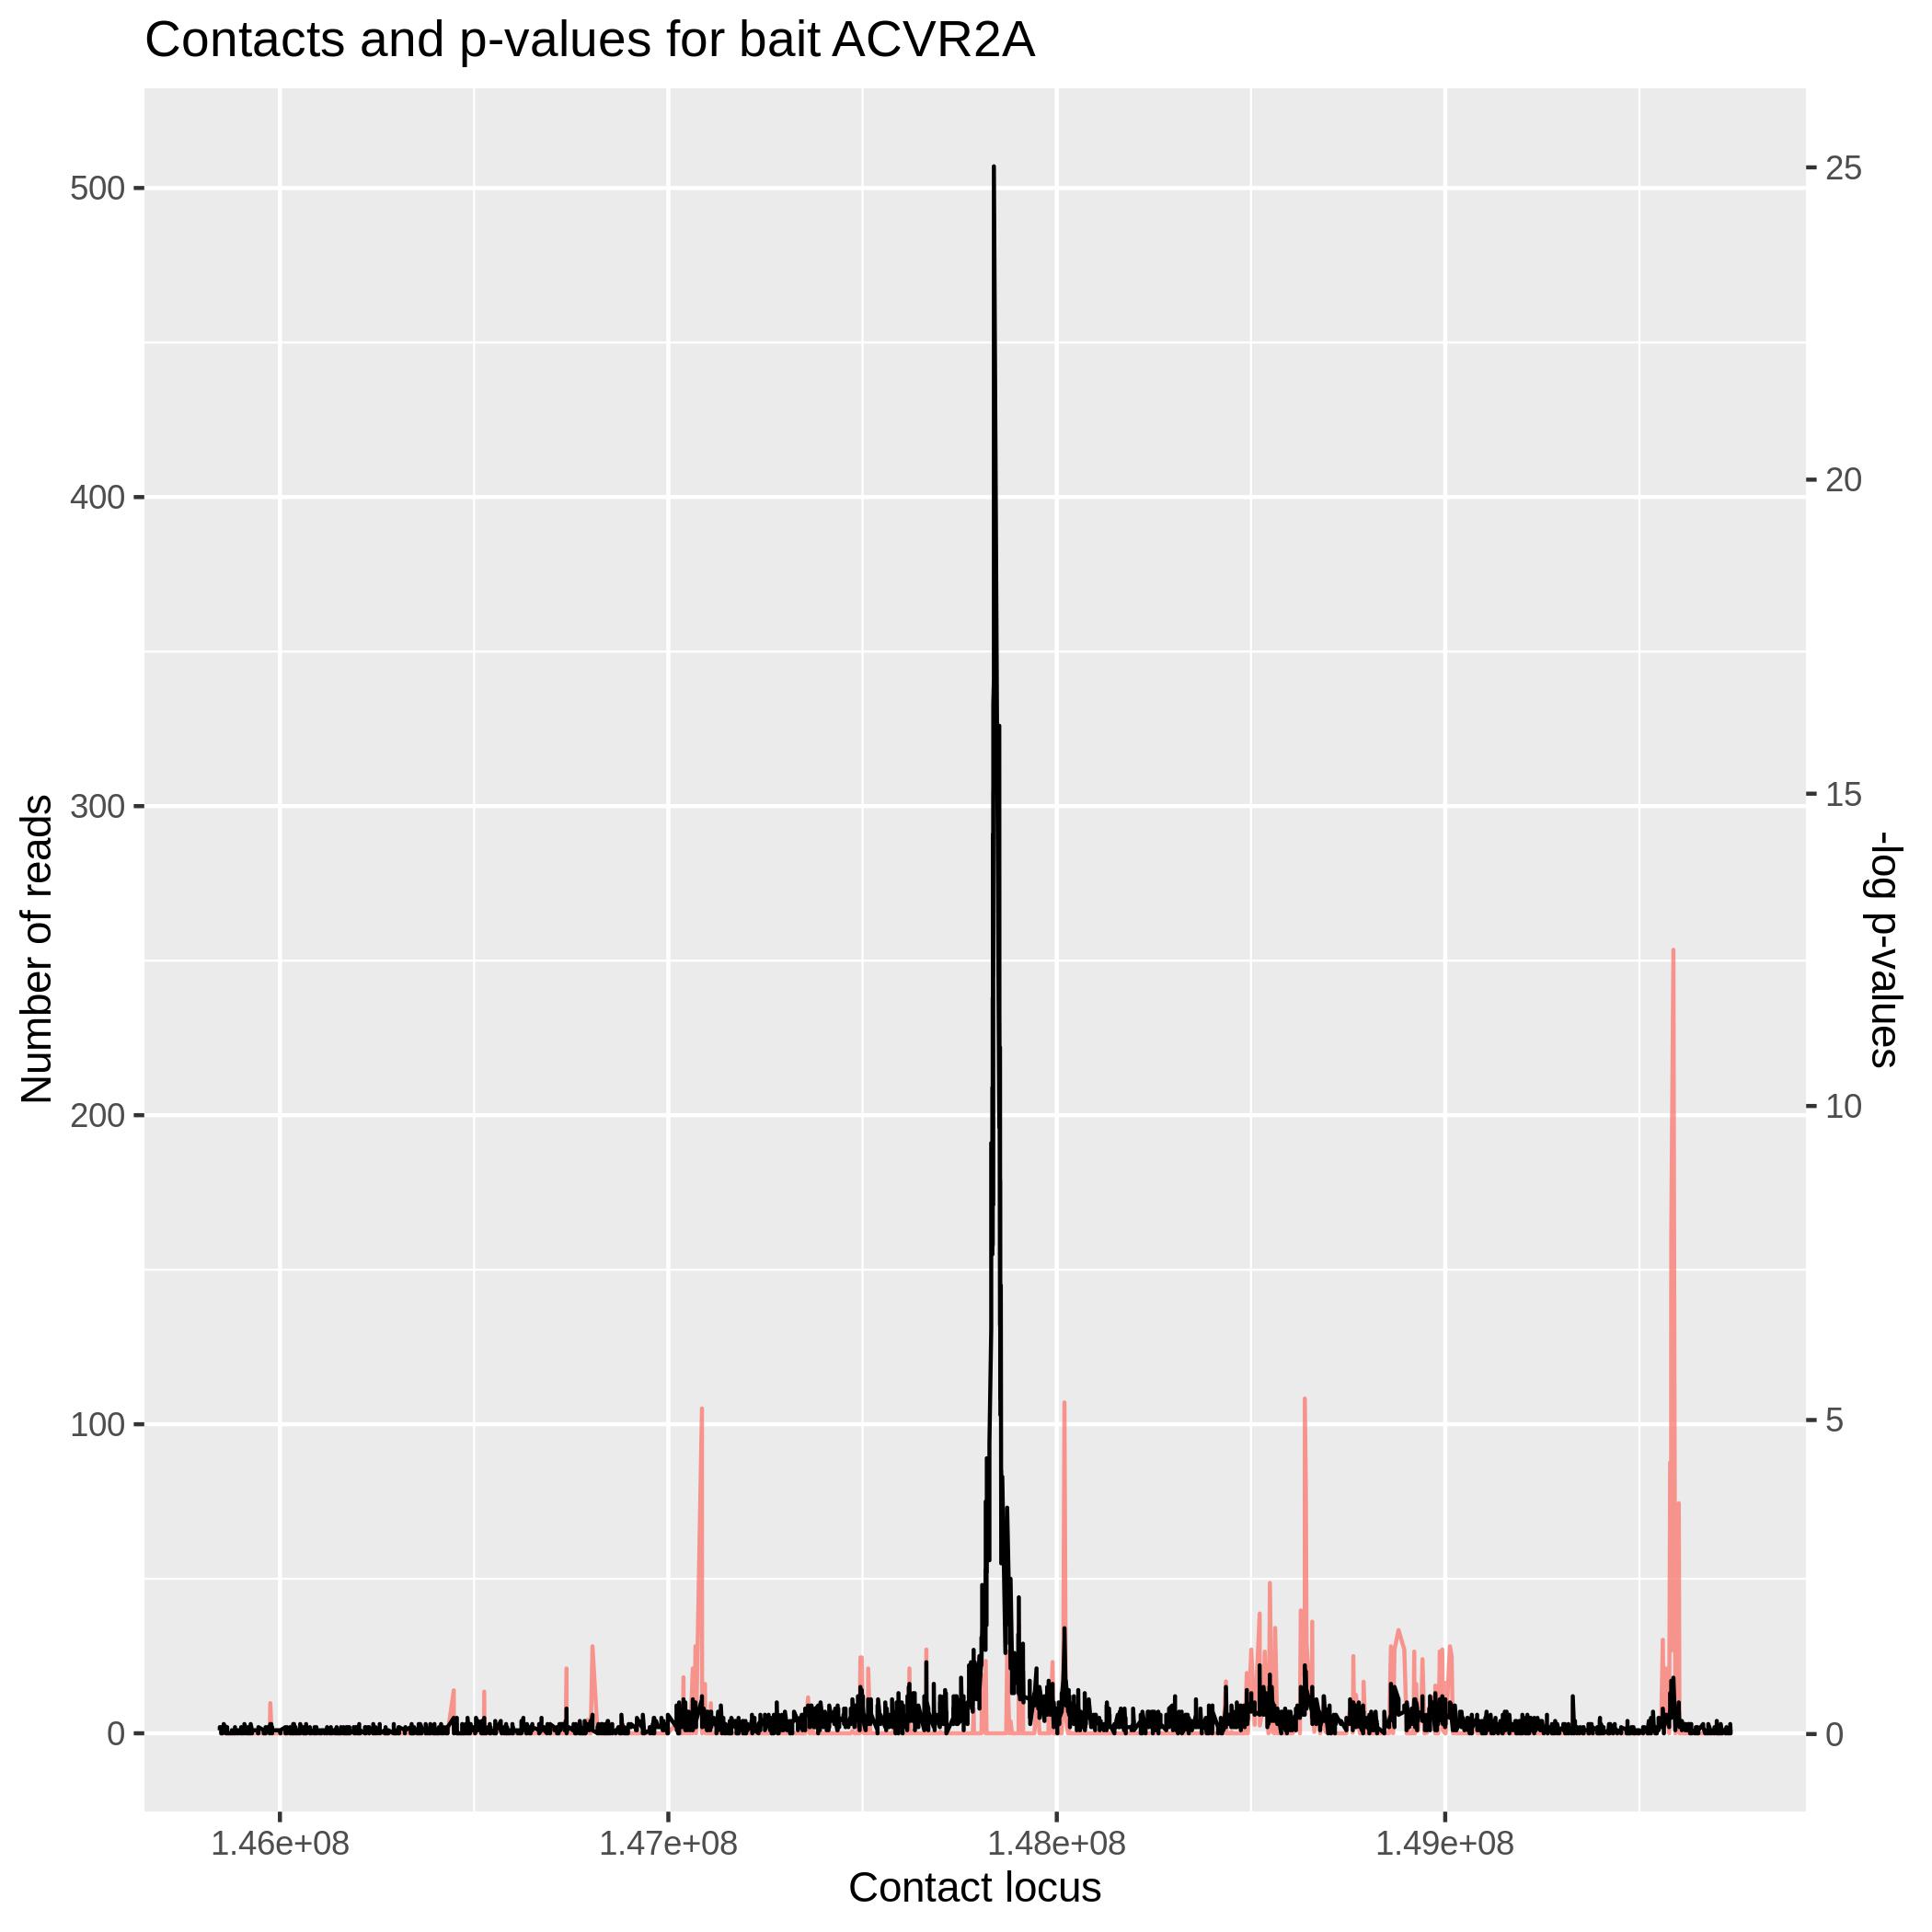 Contacts and p-values for bait ACVR2A
Number of reads
500
400
300
200
100
0
25
20
15
10
5
0
-log p-values
1.46e+08
1.47e+08
1.48e+08
1.49e+08
Contact locus